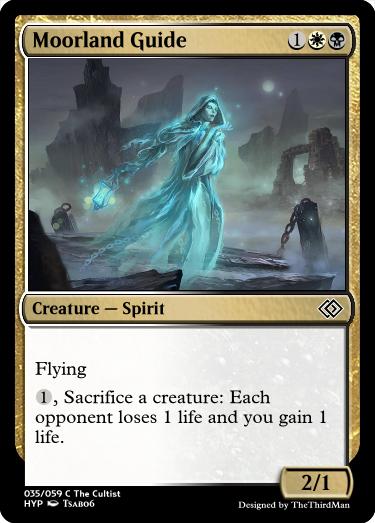 Moorland Guide 1
Creature — Spirit
Flying
1, Sacrifice a creature: Each
opponent loses 1 life and you gain 1
life.
2/1
035/059 C The Cultist
HYP Tsabo6
Designed by TheThirdMan